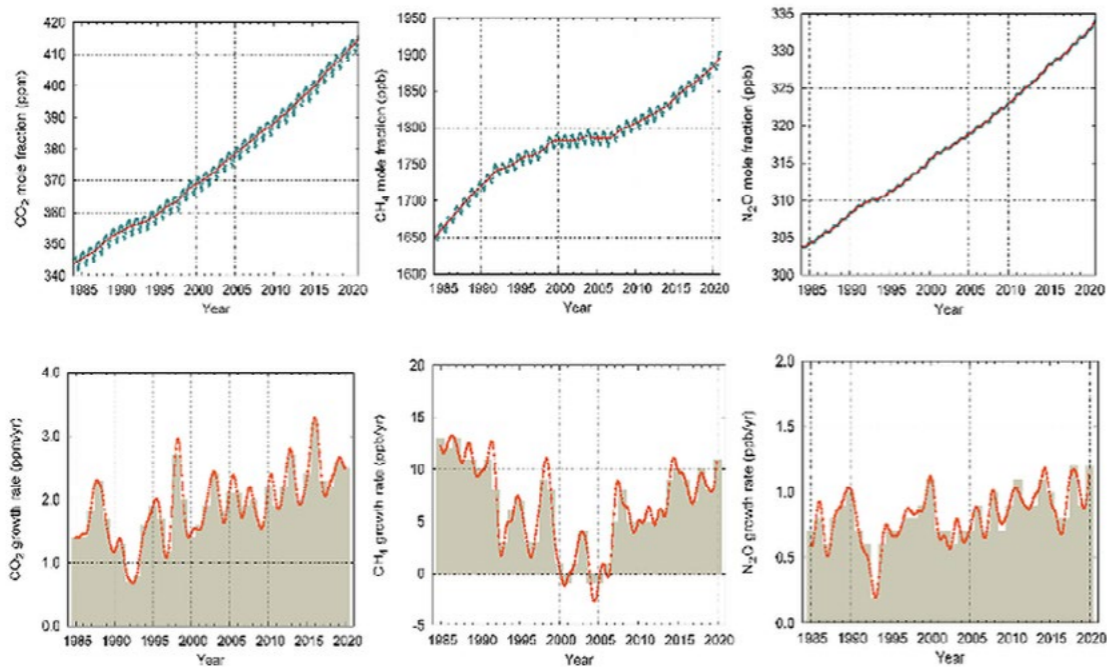 CO2 mole fraction (ppm)
420
410
400
390
380
370
360
350
340
1985 1990 1995 2000 2005 2010 2015 2020
Year
CH4 mole fraction (ppb)
1950
1900
1850
1800
1750
1700
1650
1600
1985 1990 1995 2000 2005 2010 2015 2020
Year
N2O mole fraction (ppb)
335
330
325
320
315
310
305
300
1985 1990 1995 2000 2005 2010 2015 2020
Year
CO2 growth rate (ppm/yr)
4.0
3.0
2.0
1.0
0.0
1985 1990 1995 2000 2005 2010 2015 2020
Year
CH4 growth rate (ppb/yr)
20
15
10
5
0
-5
1985 1990 1995 2000 2005 2010 2015 2020
Year
N2O growth rate (ppb/yr)
2.0
1.5
1.0
0.5
0.0
1985 1990 1995 2000 2005 2010 2015 2020
Year